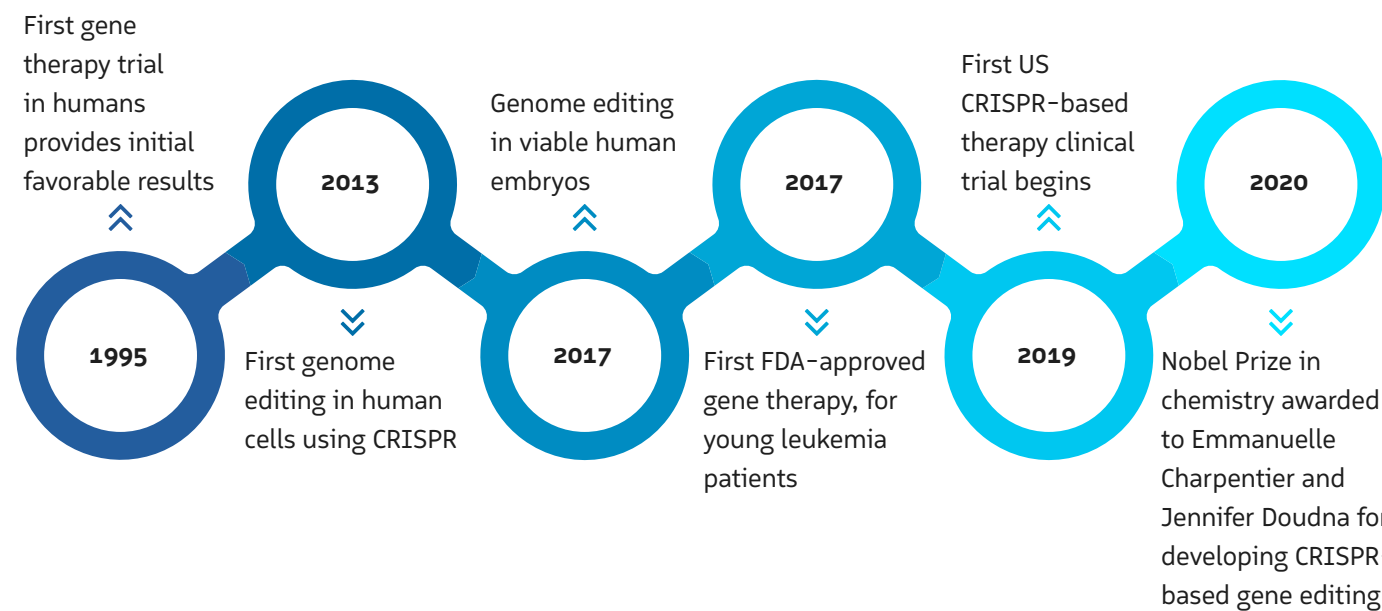 First gene
therapy trial
in humans
provides initial
favorable results
1995
2013
First genome
editing in human
cells using CRISPR
Genome editing
in viable human
embryos
2017
2017
First FDA-approved
gene therapy, for
young leukemia
patients
First US
CRISPR-based
therapy clinical
trial begins
2019
2020
Nobel Prize in
chemistry awarded
to Emmanuelle
Charpentier and
Jennifer Doudna for
developing CRISPR
based gene editing